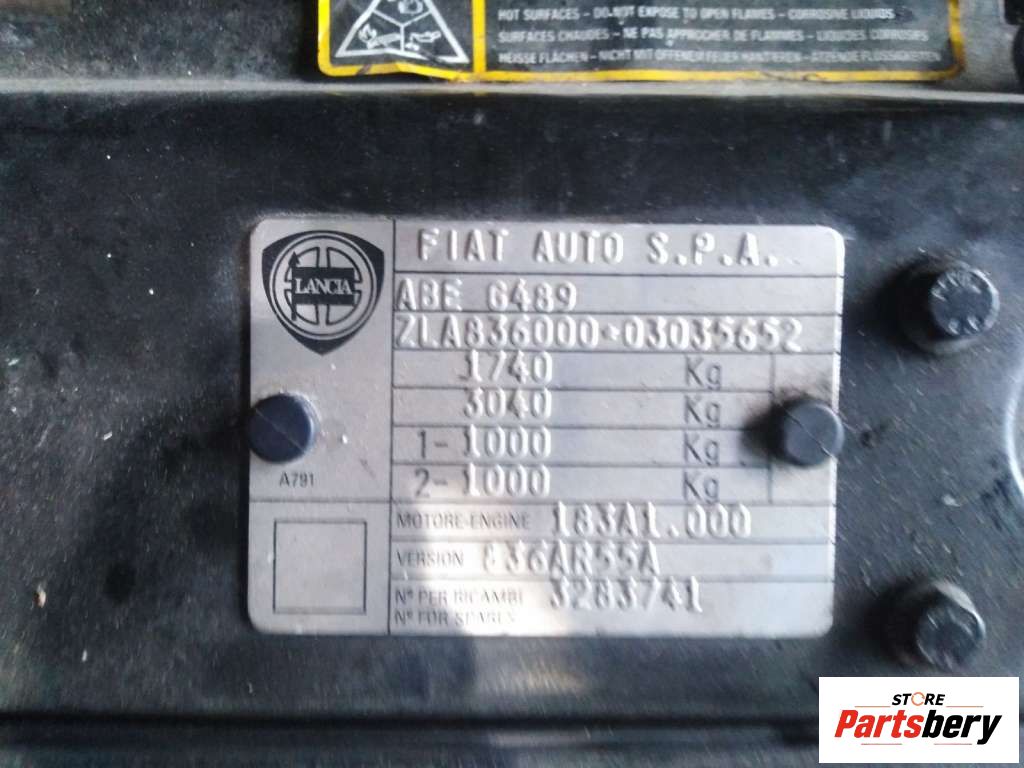 HOT SURFACES - DO NOT EXPOSE TO OPEN FLAMES - CORROSIVE LIQUIDS
SURFACES CHAUDES - NE PAS APPROCHER DE FLAMMES - LIQUIDES CORROSIFS
HEISSE FLÄCHEN - NICHT MIT OFFENEM FEUER HANTIEREN - ÄTZENDE FLÜSSIGKEITEN
LANCIA
FIAT AUTO S.P.A.
ABE G489
ZLA836000*03035652
1740 Kg
3040 Kg
1- 1000 Kg
2- 1000 Kg
A791
MOTORE-ENGINE 183A1.000
VERSION 836AR55A
Nº PER RICAMBI 3283741
Nº FOR SPARES
STORE
Partsbery